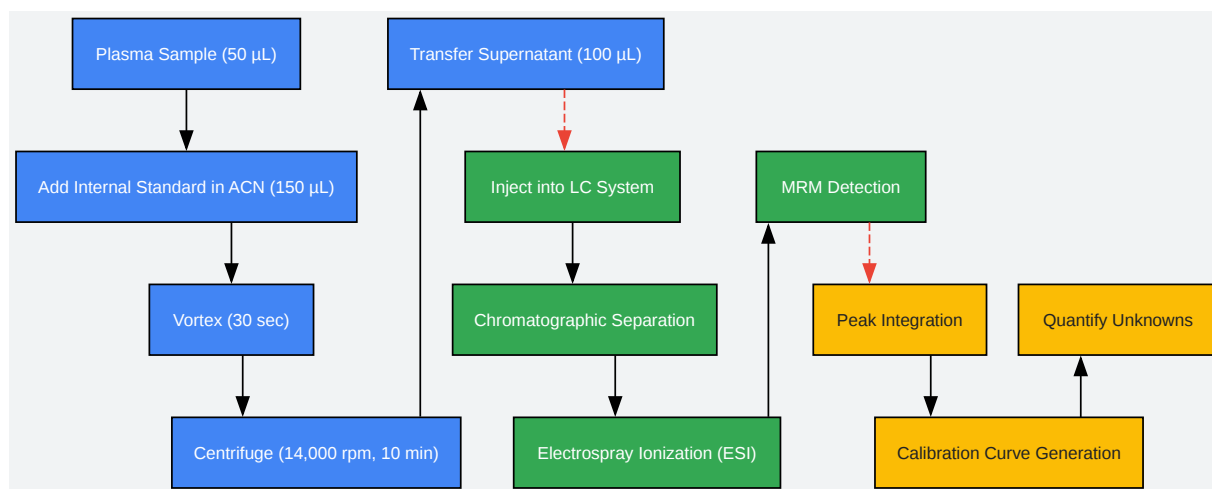 Plasma Sample (50 µL)
Add Internal Standard in ACN (150 µL)
Vortex (30 sec)
Centrifuge (14,000 rpm, 10 min)
Transfer Supernatant (100 µL)
Inject into LC System
Chromatographic Separation
Electrospray Ionization (ESI)
MRM Detection
Peak Integration
Calibration Curve Generation
Quantify Unknowns